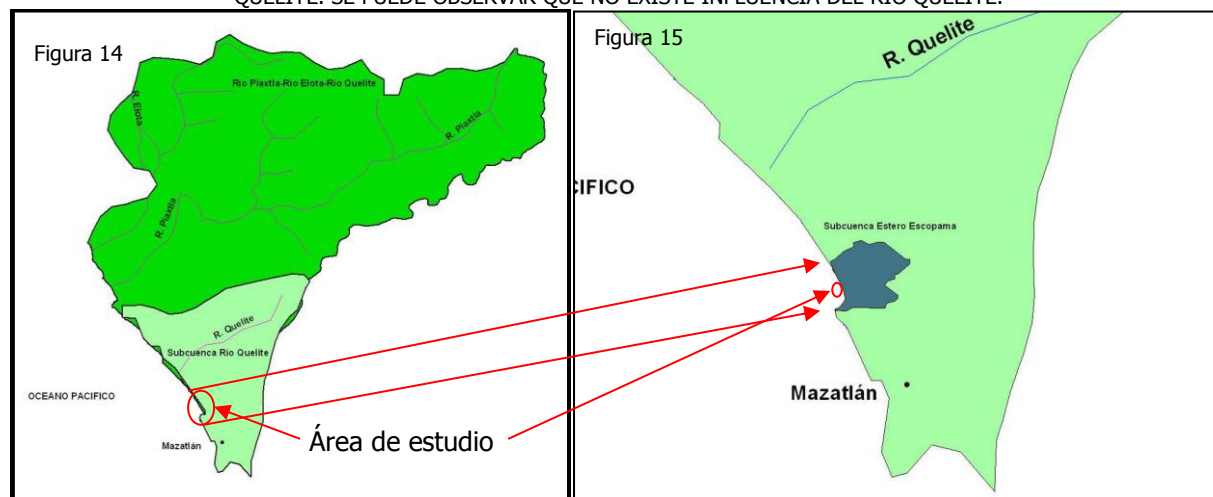 QUELITE. SE PUEDE OBSERVAR QUE NO EXISTE INFLUENCIA DEL RIO QUELITE.
Figura 14
Rio Piaxtla-Rio Elota-Rio Quelite
R. Elota
R. Piaxtla
R. Piaxtla
R. Quelite
Subcuenca Rio Quelite
OCEANO PACIFICO
Mazatlán
Área de estudio
Figura 15
R. Quelite
CIFICO
Subcuenca Estero Escopama
Mazatlán